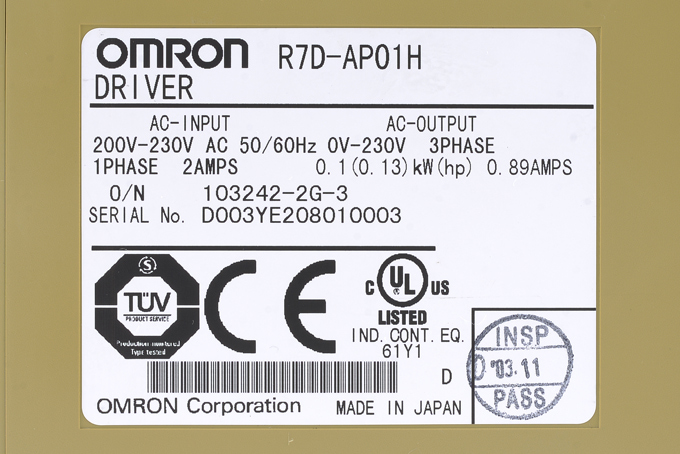 OMRON R7D-AP01H
DRIVER
AC-INPUT AC-OUTPUT
200V-230V AC 50/60Hz 0V-230V 3PHASE
1PHASE 2AMPS 0.1(0.13)kW(hp) 0.89AMPS
O/N 103242-2G-3
SERIAL No. D003YE208010003
S
TÜV
PRODUCT SERVICE
Production monitored
Type tested
CE
C UL US
LISTED
IND. CONT. EQ.
61Y1
D
INSP
'03.11
PASS
OMRON Corporation MADE IN JAPAN